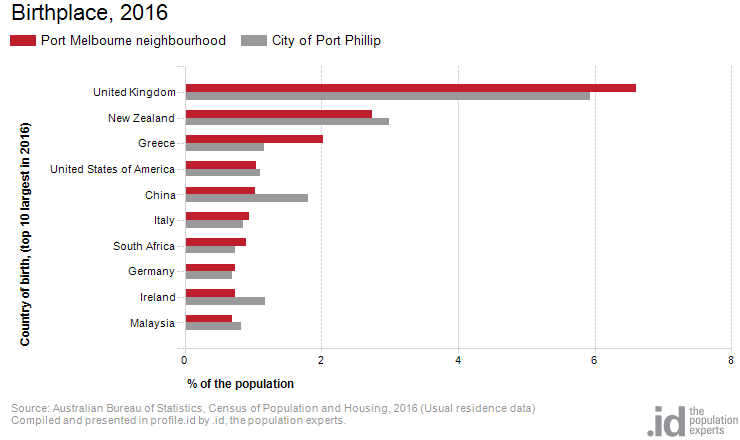 Birthplace, 2016
Port Melbourne neighbourhood City of Port Phillip
Country of birth, (top 10 largest in 2016)
United Kingdom
New Zealand
Greece
United States of America
China
Italy
South Africa
Germany
Ireland
Malaysia
0 2 4 6 8
% of the population
Source: Australian Bureau of Statistics, Census of Population and Housing, 2016 (Usual residence data)
Compiled and presented in profile.id by .id, the population experts.
.id the
population
experts